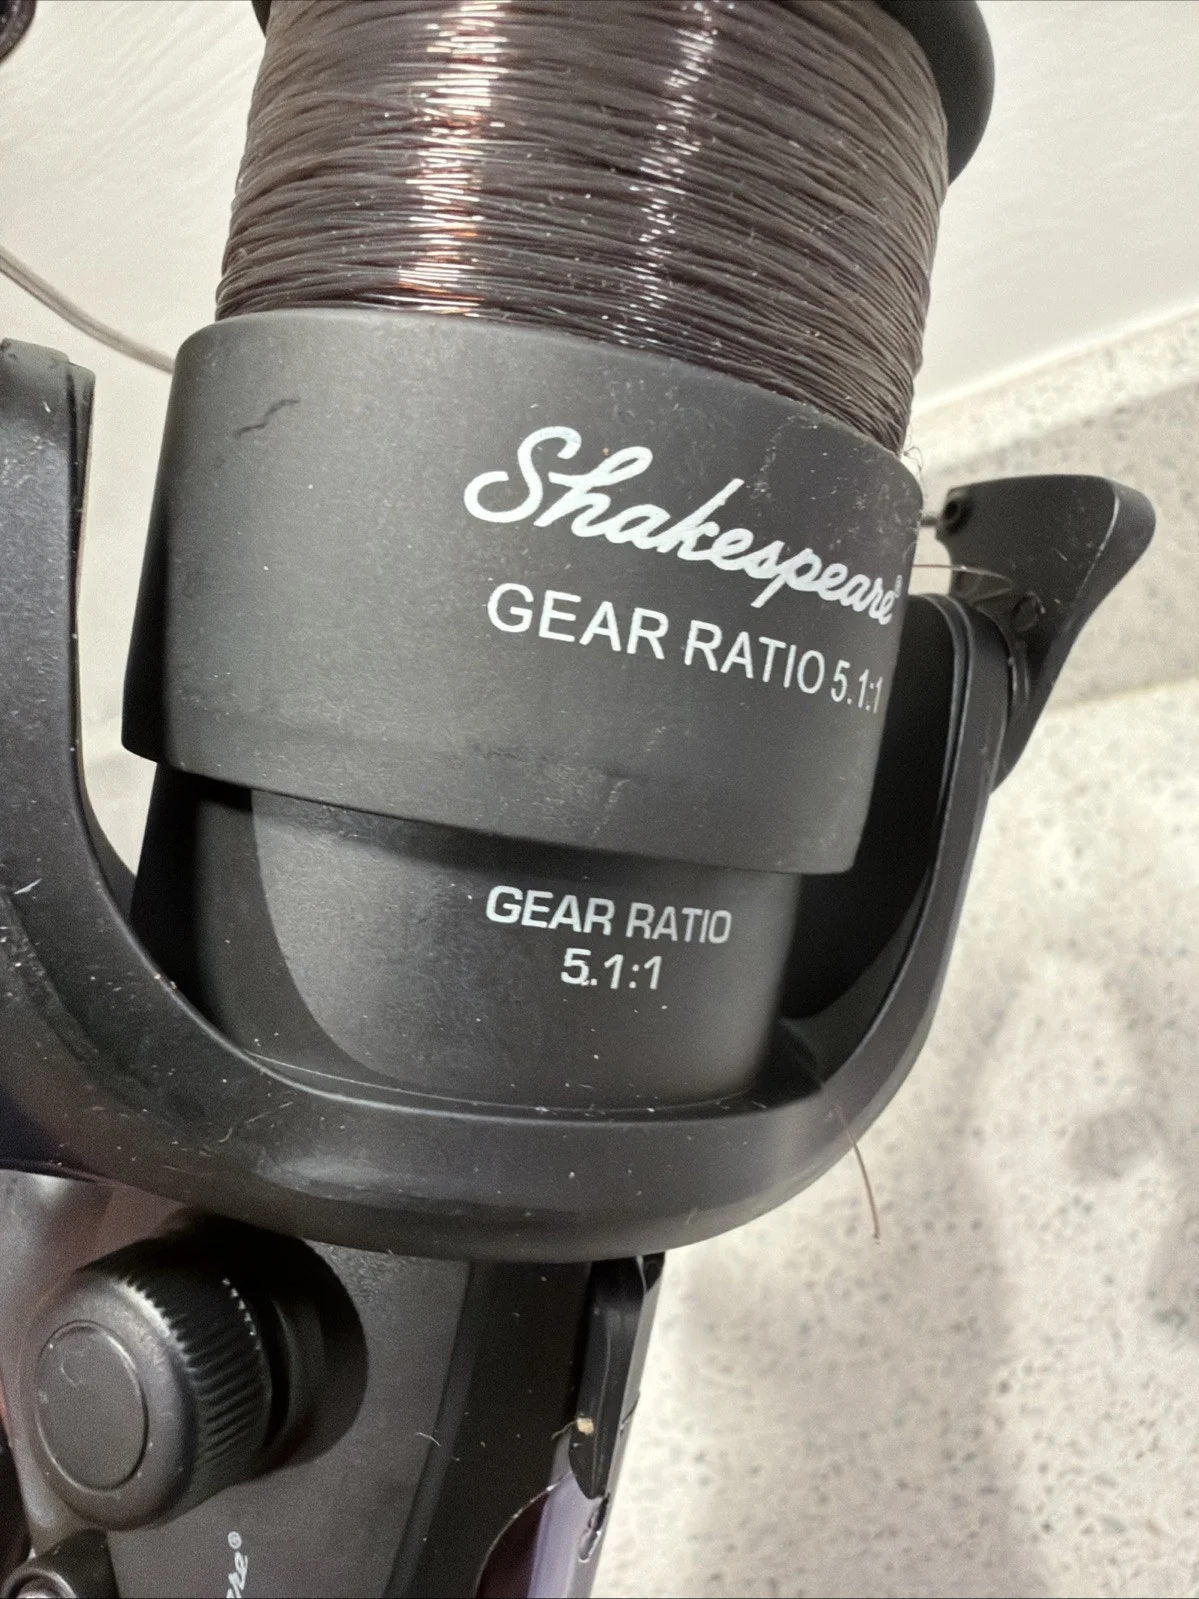 Shakespeare®
GEAR RATIO 5.1:1
GEAR RATIO
5.1:1